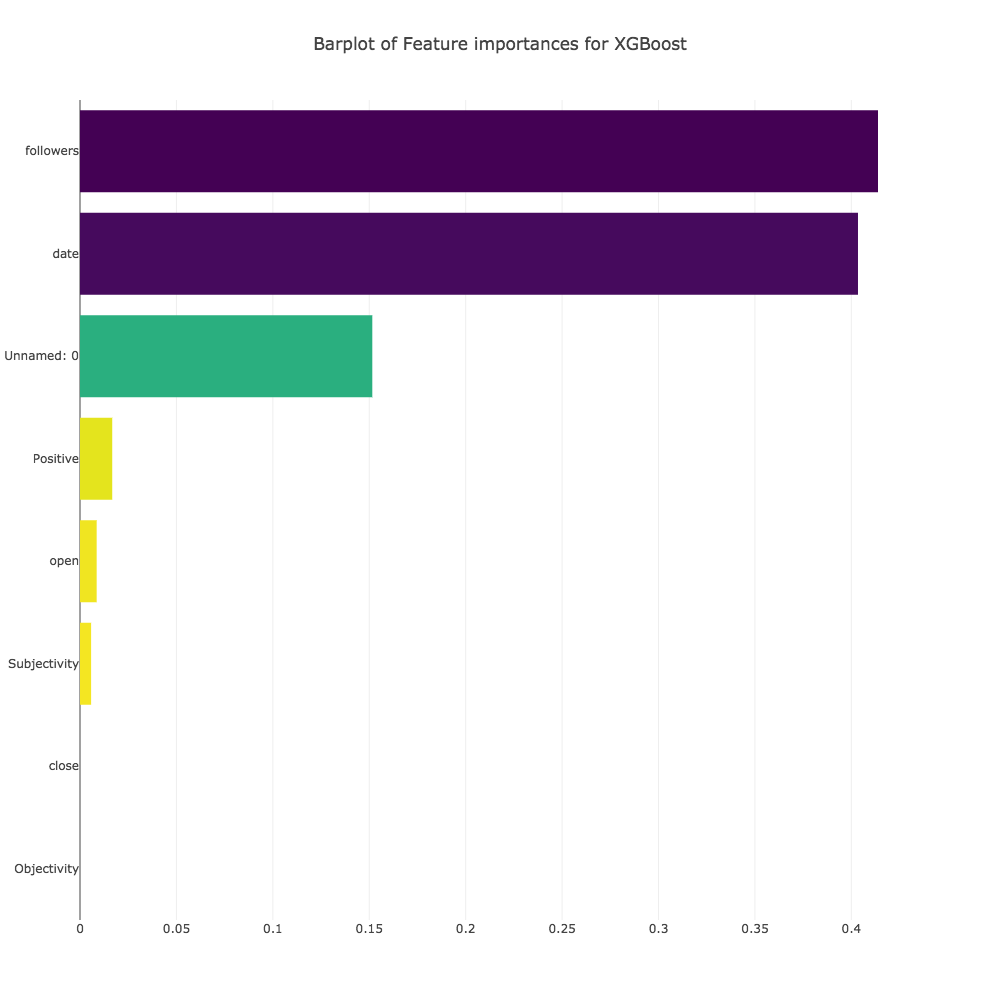 Barplot of Feature importances for XGBoost
followers
date
Unnamed: 0
Positive
open
Subjectivity
close
Objectivity
0 0.05 0.1 0.15 0.2 0.25 0.3 0.35 0.4